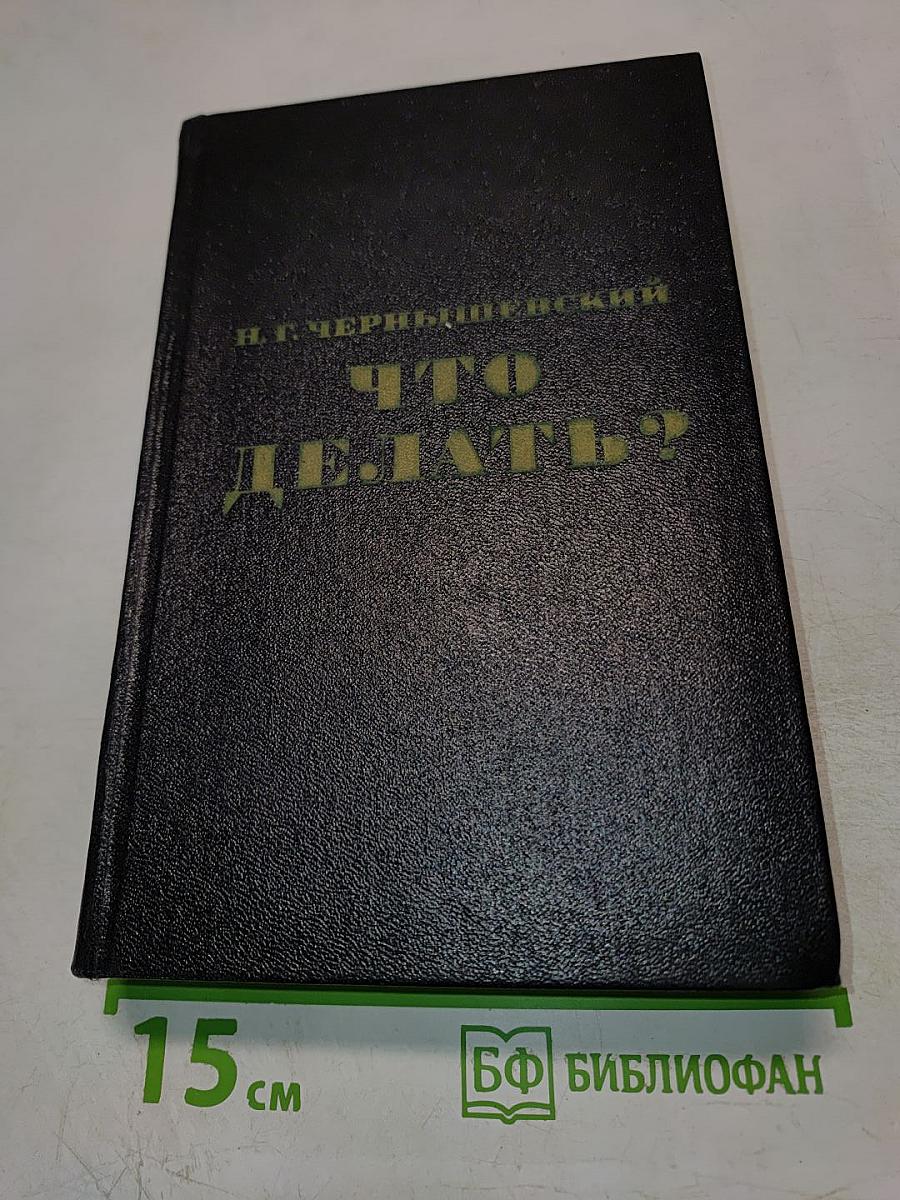 Н. Г. ЧЕРНЫШЕВСКИЙ
ЧТО
ДЕЛАТЬ?
15 см
БФ БИБЛИОФАН